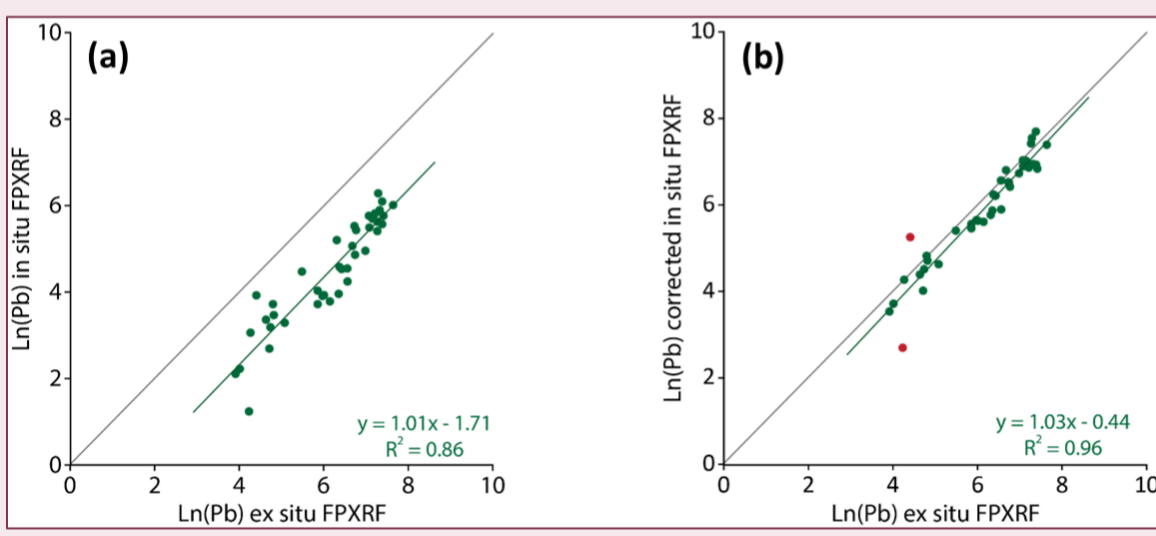 (a)
Ln(Pb) in situ FPXRF
10
8
6
4
2
0
0 2 4 6 8 10
Ln(Pb) ex situ FPXRF
y = 1.01x - 1.71
R² = 0.86
(b)
Ln(Pb) corrected in situ FPXRF
10
8
6
4
2
0
0 2 4 6 8 10
Ln(Pb) ex situ FPXRF
y = 1.03x - 0.44
R² = 0.96